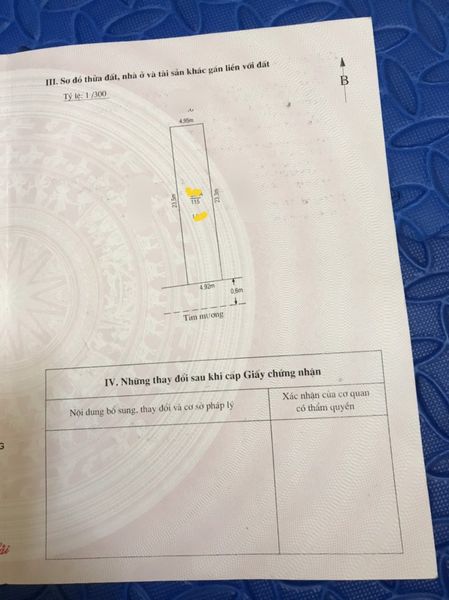 III. Sơ đồ thửa đất, nhà ở và tài sản khác gắn liền với đất
Tỷ lệ: 1 /300
B
4,95m
23,5m
115
23,3m
4,92m
0,6m
Tim mương
IV. Những thay đổi sau khi cấp Giấy chứng nhận
Nội dung bổ sung, thay đổi và cơ sở pháp lý
Xác nhận của cơ quan
có thẩm quyền
G